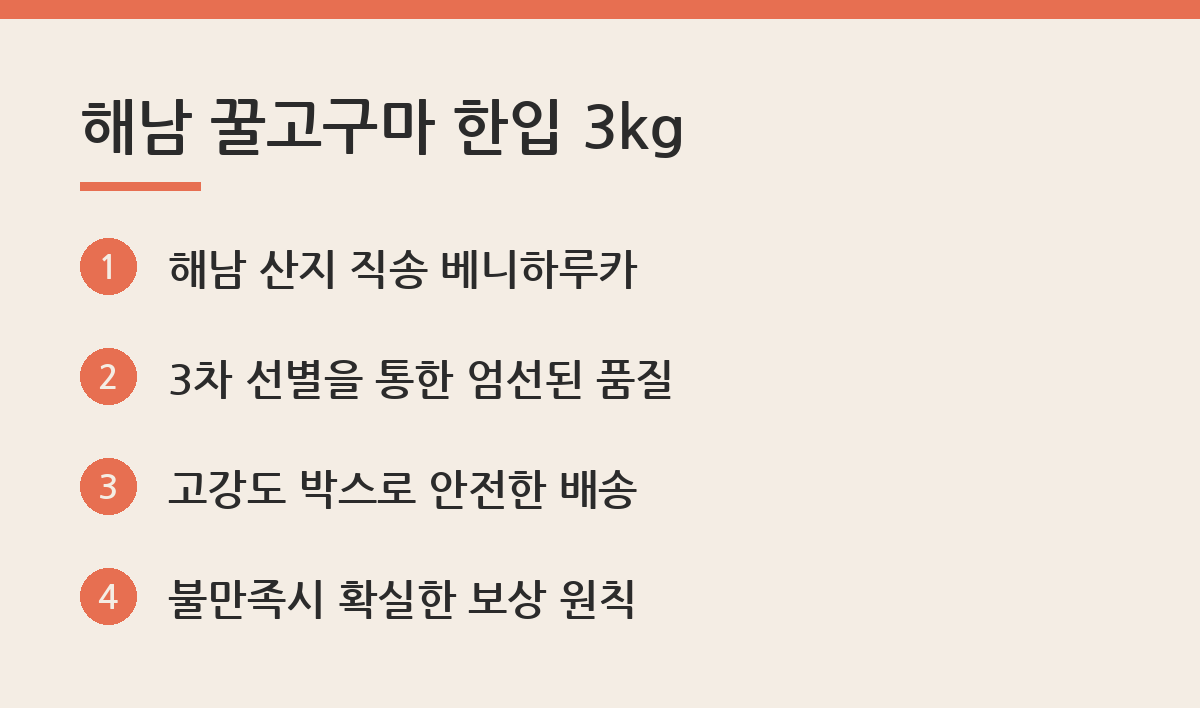 해남 꿀고구마 한입 3kg
1 해남 산지 직송 베니하루카
2 3차 선별을 통한 엄선된 품질
3 고강도 박스로 안전한 배송
4 불만족시 확실한 보상 원칙